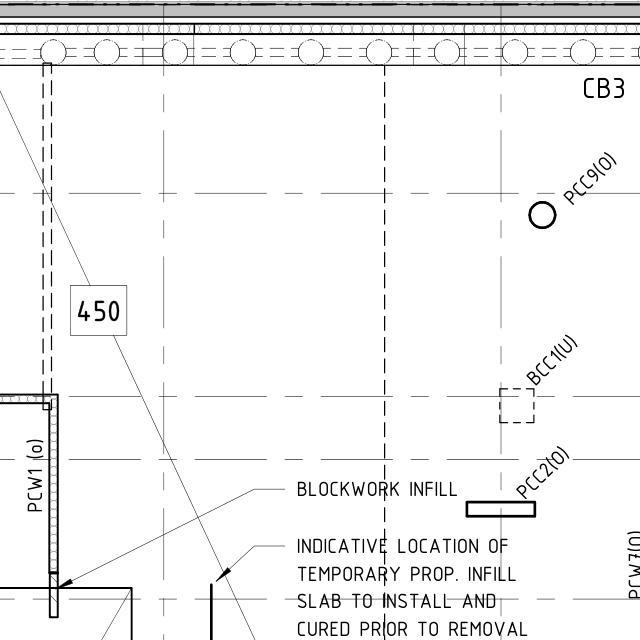 CB3
PCC9(O)
450
BCC1(U)
PCW1 (o)
PCC2(O)
BLOCKWORK INFILL
INDICATIVE LOCATION OF
TEMPORARY PROP. INFILL
SLAB TO INSTALL AND
CURED PRIOR TO REMOVAL
PCW7(O)